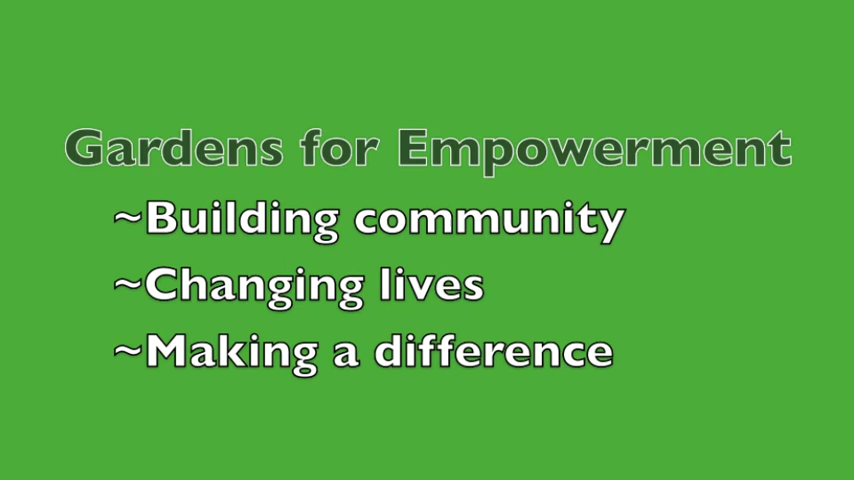 Gardens for Empowerment
~Building community
~Changing lives
~Making a difference